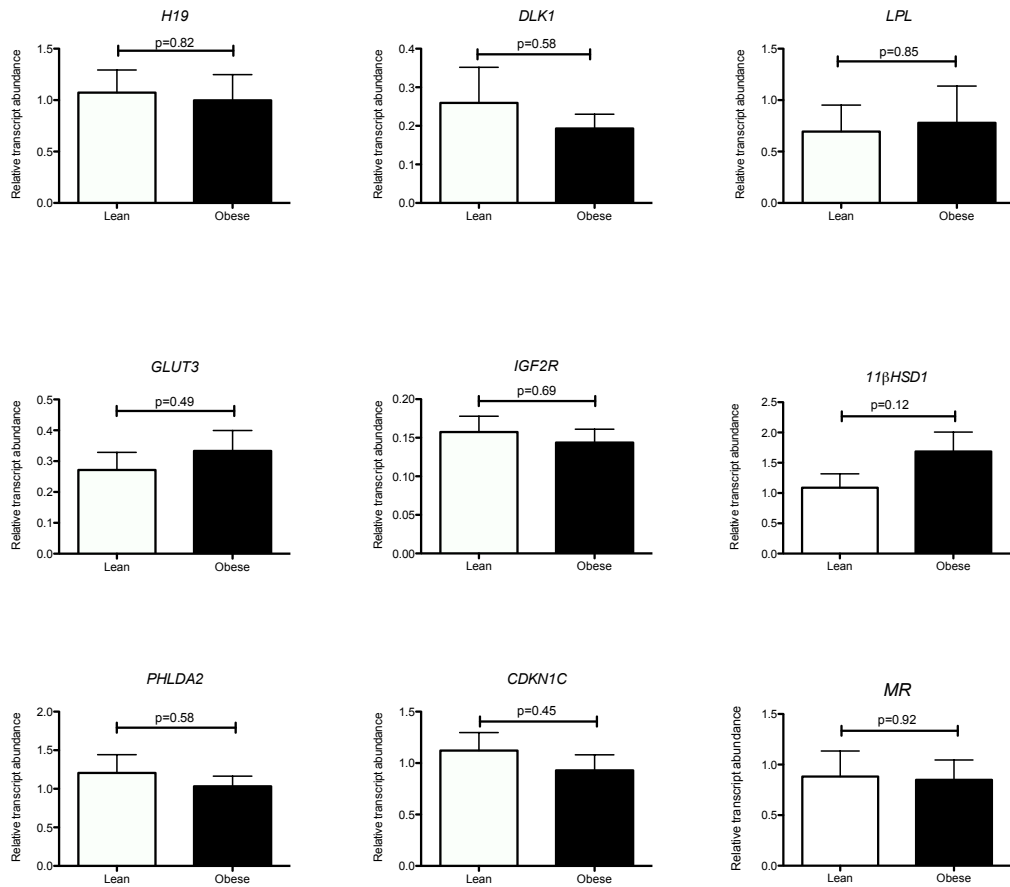 H19
p=0.82
Relative transcript abundance
1.5
1.0
0.5
0.0
Lean Obese
DLK1
p=0.58
Relative transcript abundance
0.4
0.3
0.2
0.1
0.0
Lean Obese
LPL
p=0.85
Relative transcript abundance
1.5
1.0
0.5
0.0
Lean Obese
GLUT3
p=0.49
Relative transcript abundance
0.5
0.4
0.3
0.2
0.1
0.0
Lean Obese
IGF2R
p=0.69
Relative transcript abundance
0.20
0.15
0.10
0.05
0.00
Lean Obese
11βHSD1
p=0.12
Relative transcript abundance
2.5
2.0
1.5
1.0
0.5
0.0
Lean Obese
PHLDA2
p=0.58
Relative transcript abundance
2.0
1.5
1.0
0.5
0.0
Lean Obese
CDKN1C
p=0.45
Relative transcript abundance
1.5
1.0
0.5
0.0
Lean Obese
MR
p=0.92
Relative transcript abundance
1.5
1.0
0.5
0.0
Lean Obese